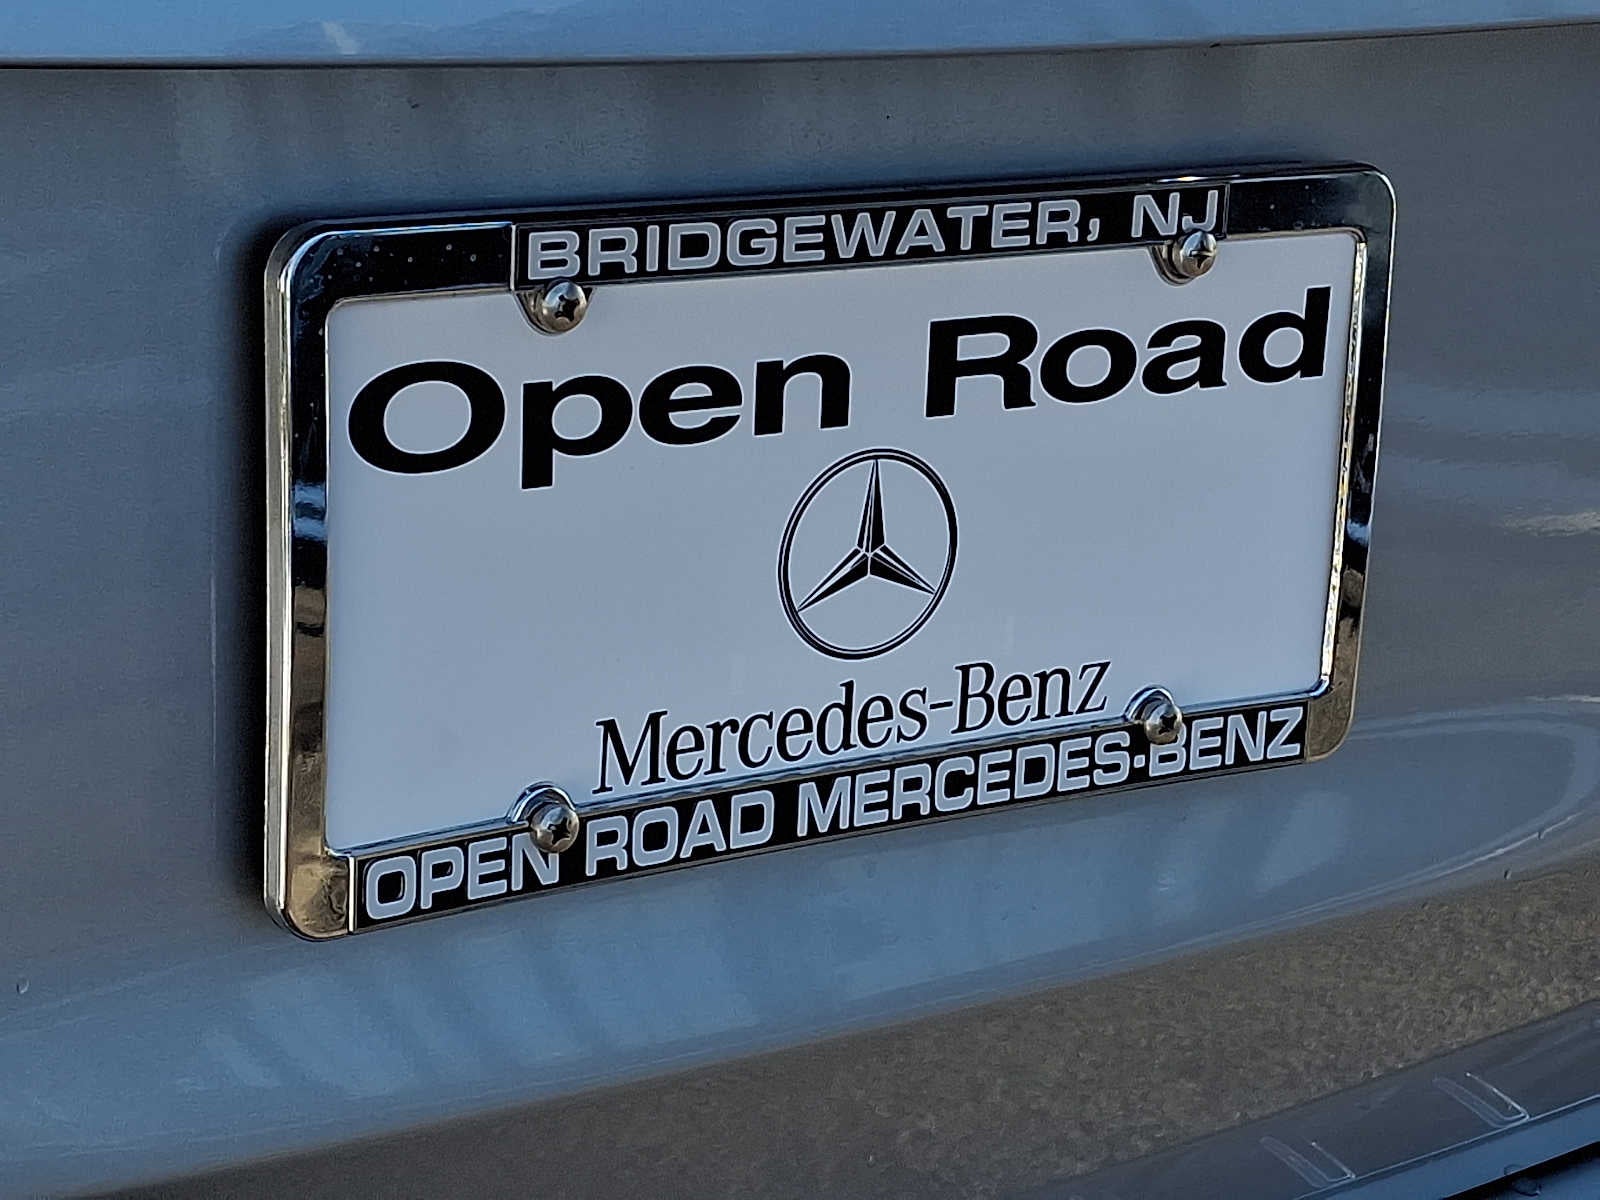 BRIDGEWATER, NJ
Open Road
Mercedes-Benz
OPEN ROAD MERCEDES-BENZ